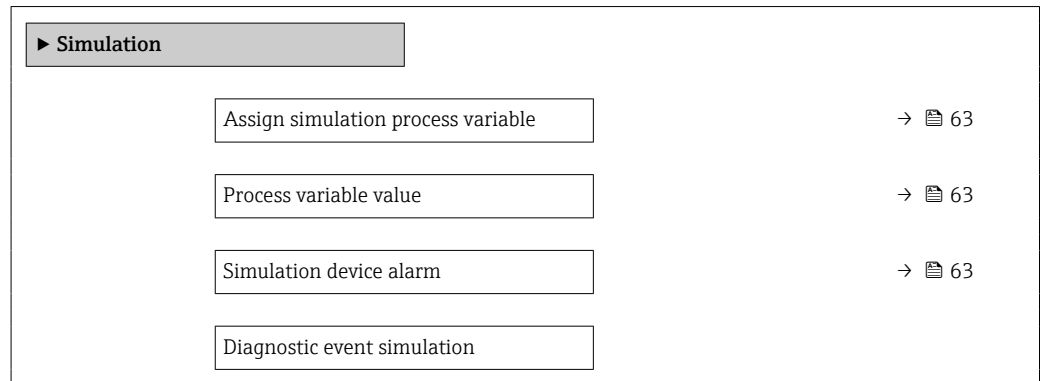 ▶ Simulation
Assign simulation process variable → 63
Process variable value → 63
Simulation device alarm → 63
Diagnostic event simulation